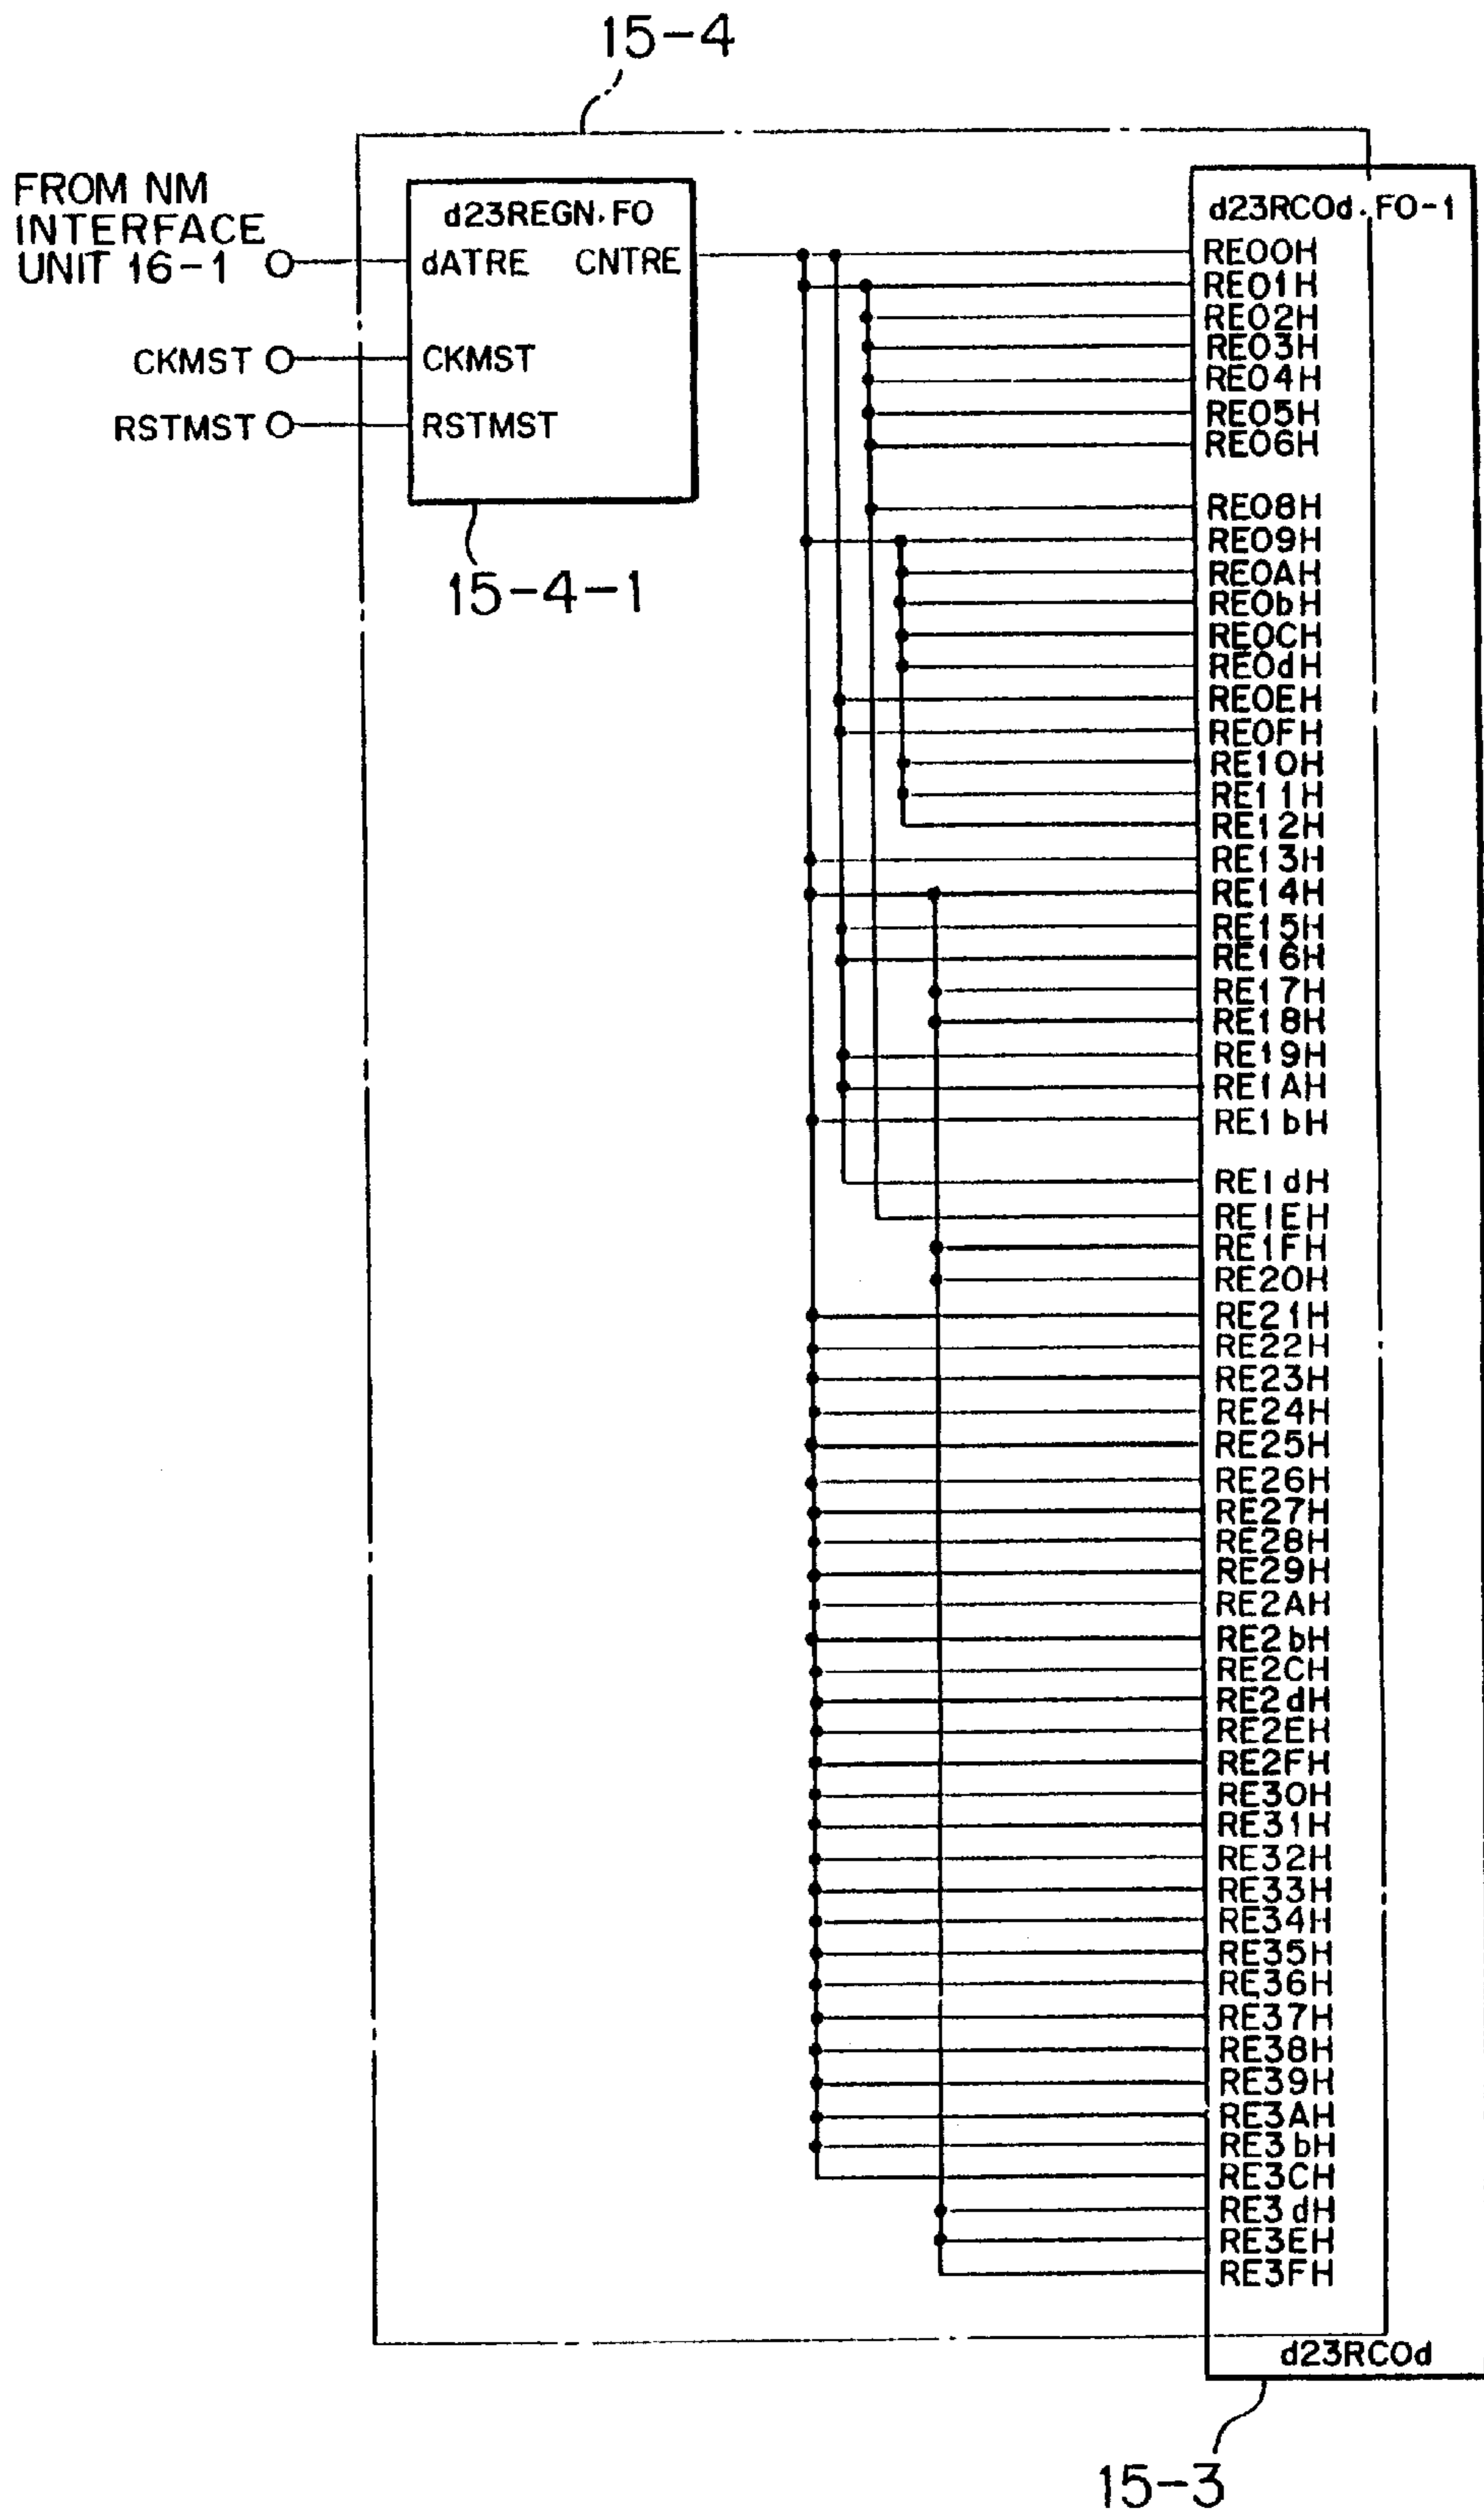 15-4
FROM NM
INTERFACE
UNIT 16-1
CKMST
RSTMST
d23REGN.FO
dATRE CNTRE
CKMST
RSTMST
15-4-1
d23RCOd.FO-1
RE00H
RE01H
RE02H
RE03H
RE04H
RE05H
RE06H
RE08H
RE09H
RE0AH
RE0bH
RE0CH
RE0dH
RE0EH
RE0FH
RE10H
RE11H
RE12H
RE13H
RE14H
RE15H
RE16H
RE17H
RE18H
RE19H
RE1AH
RE1bH
RE1dH
RE1EH
RE1FH
RE20H
RE21H
RE22H
RE23H
RE24H
RE25H
RE26H
RE27H
RE28H
RE29H
RE2AH
RE2bH
RE2CH
RE2dH
RE2EH
RE2FH
RE30H
RE31H
RE32H
RE33H
RE34H
RE35H
RE36H
RE37H
RE38H
RE39H
RE3AH
RE3bH
RE3CH
RE3dH
RE3EH
RE3FH
d23RCOd
15-3